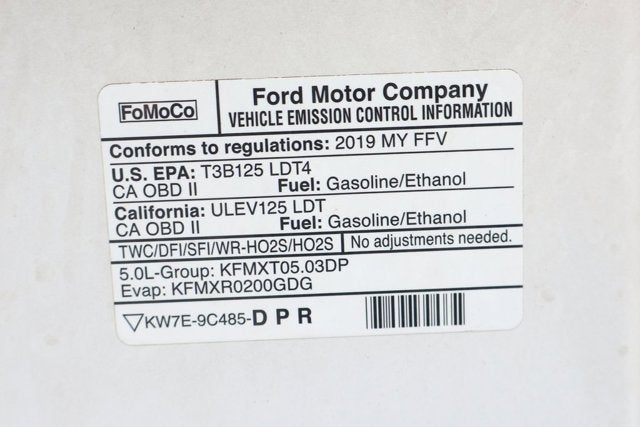 FoMoCo
Ford Motor Company
VEHICLE EMISSION CONTROL INFORMATION
Conforms to regulations: 2019 MY FFV
U.S. EPA: T3B125 LDT4
CA OBD II Fuel: Gasoline/Ethanol
California: ULEV125 LDT
CA OBD II Fuel: Gasoline/Ethanol
TWC/DFI/SFI/WR-HO2S/HO2S No adjustments needed.
5.0L-Group: KFMXT05.03DP
Evap: KFMXR0200GDG
▽KW7E-9C485-D P R